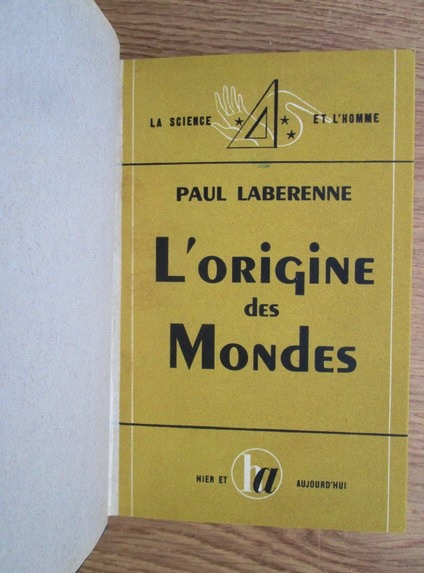 LA SCIENCE ET L'HOMME
PAUL LABERENNE
L'ORIGINE
des
MONDES
HIER ET ha AUJOURD'HUI